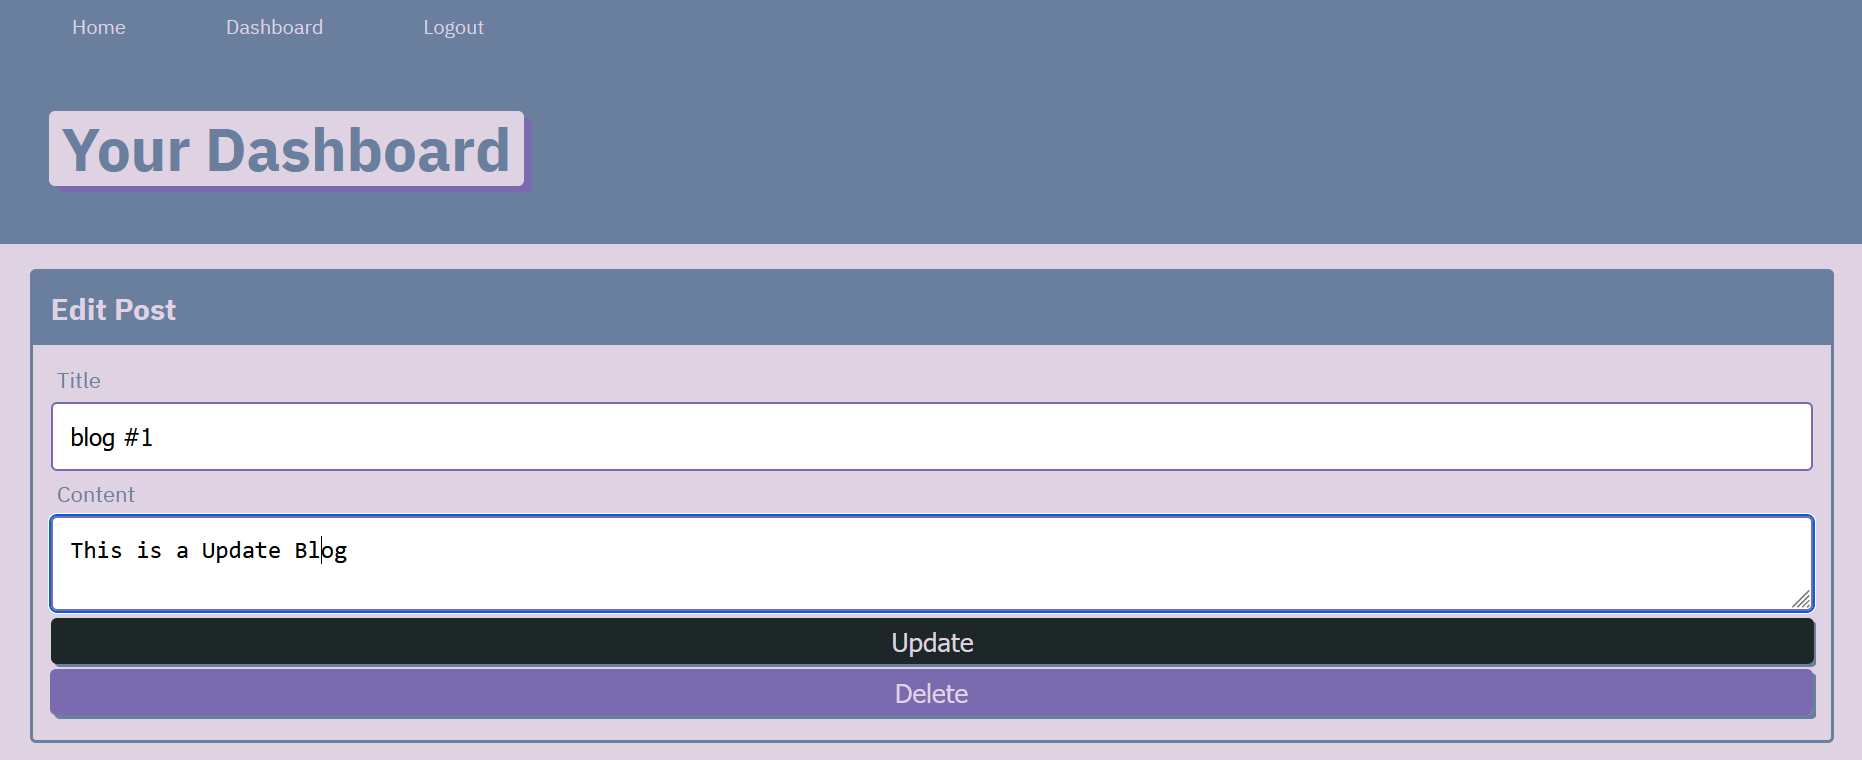 Home Dashboard Logout
Your Dashboard
Edit Post
Title
blog #1
Content
This is a Update Blog
Update
Delete